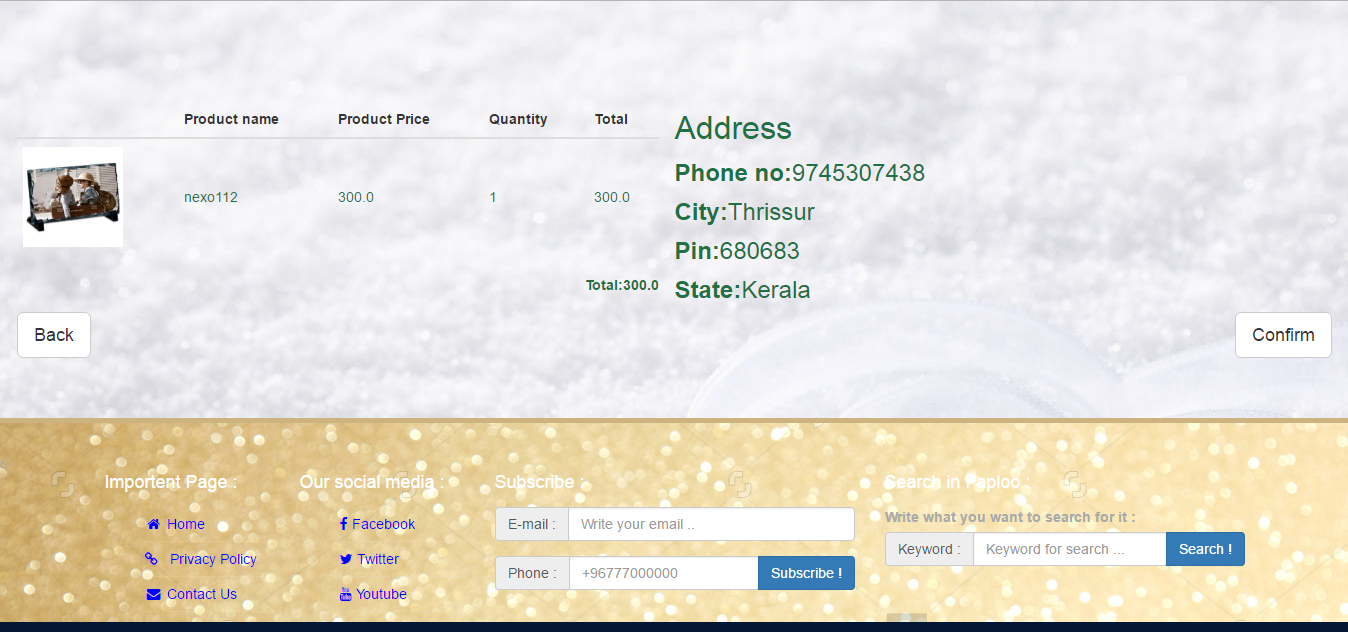 Product name Product Price Quantity Total
nexo112 300.0 1 300.0
Total:300.0
Address
Phone no:9745307438
City:Thrissur
Pin:680683
State:Kerala
Back
Confirm
Importent Page :
Home
Privacy Policy
Contact Us
Our social media :
Facebook
Twitter
Youtube
Subscribe :
E-mail : Write your email ..
Phone : +96777000000 Subscribe !
Search in Paploo :
Write what you want to search for it :
Keyword : Keyword for search ... Search !